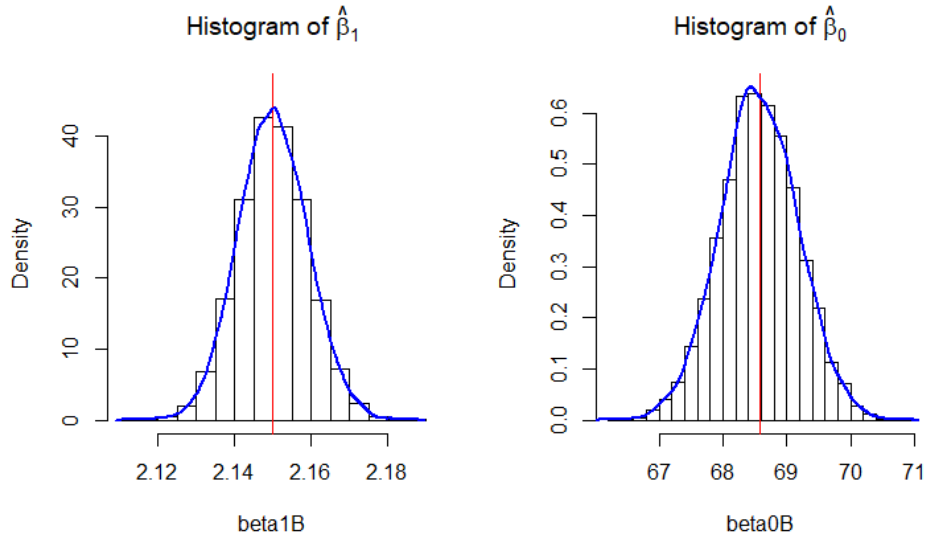 Histogram of β̂₁
Density
0 10 20 30 40
2.12 2.14 2.16 2.18
beta1B
Histogram of β̂₀
Density
0.0 0.1 0.2 0.3 0.4 0.5 0.6
67 68 69 70 71
beta0B